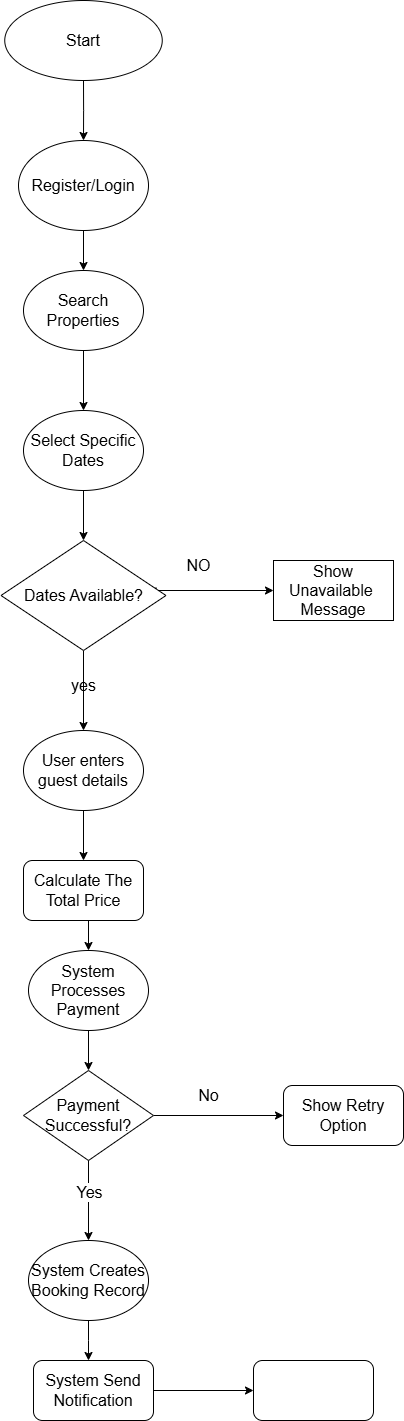 Start
Register/Login
Search
Properties
Select Specific
Dates
Dates Available?
NO
Show
Unavailable
Message
yes
User enters
guest details
Calculate The
Total Price
System
Processes
Payment
Payment
Successful?
No
Show Retry
Option
Yes
System Creates
Booking Record
System Send
Notification